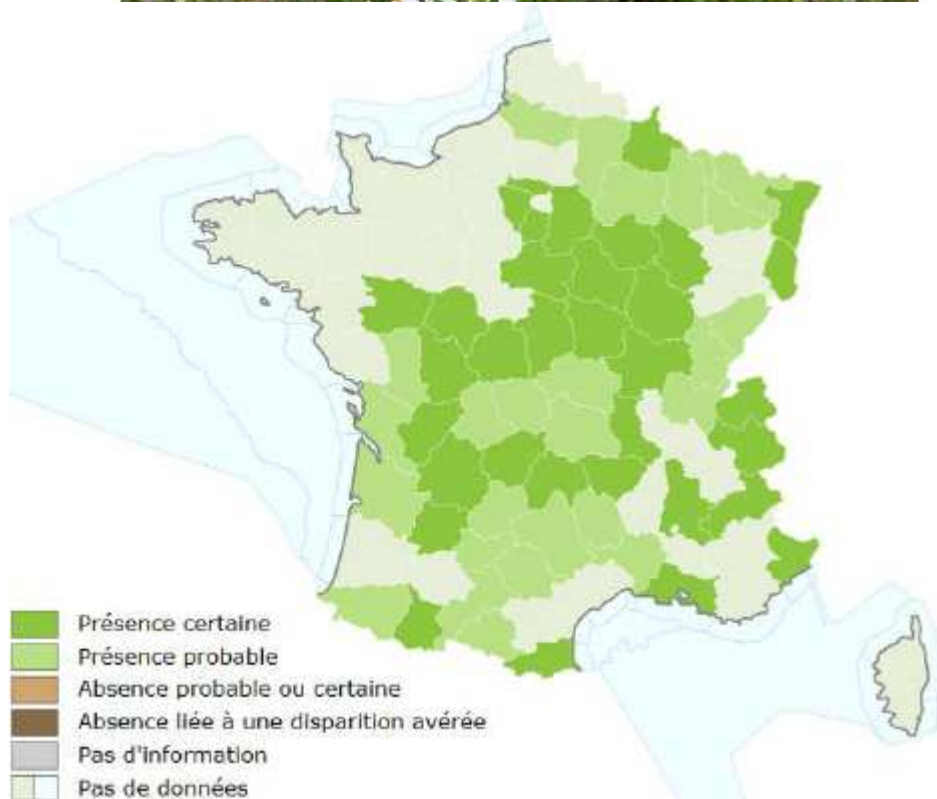 Présence certaine
Présence probable
Absence probable ou certaine
Absence liée à une disparition avérée
Pas d'information
Pas de données